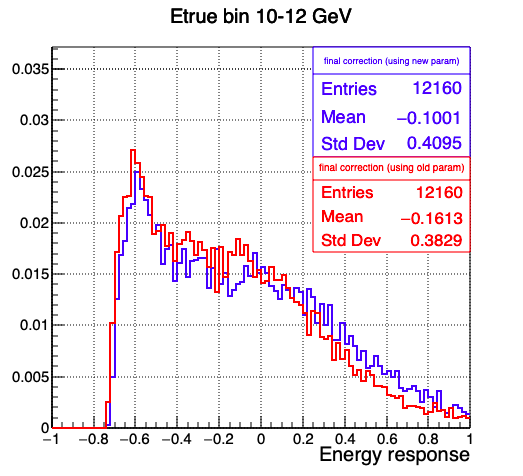 Etrue bin 10-12 GeV
final correction (using new param)
Entries 12160
Mean −0.1001
Std Dev 0.4095
final correction (using old param)
Entries 12160
Mean −0.1613
Std Dev 0.3829
0.035
0.03
0.025
0.02
0.015
0.01
0.005
0
−1 −0.8 −0.6 −0.4 −0.2 0 0.2 0.4 0.6 0.8 1
Energy response